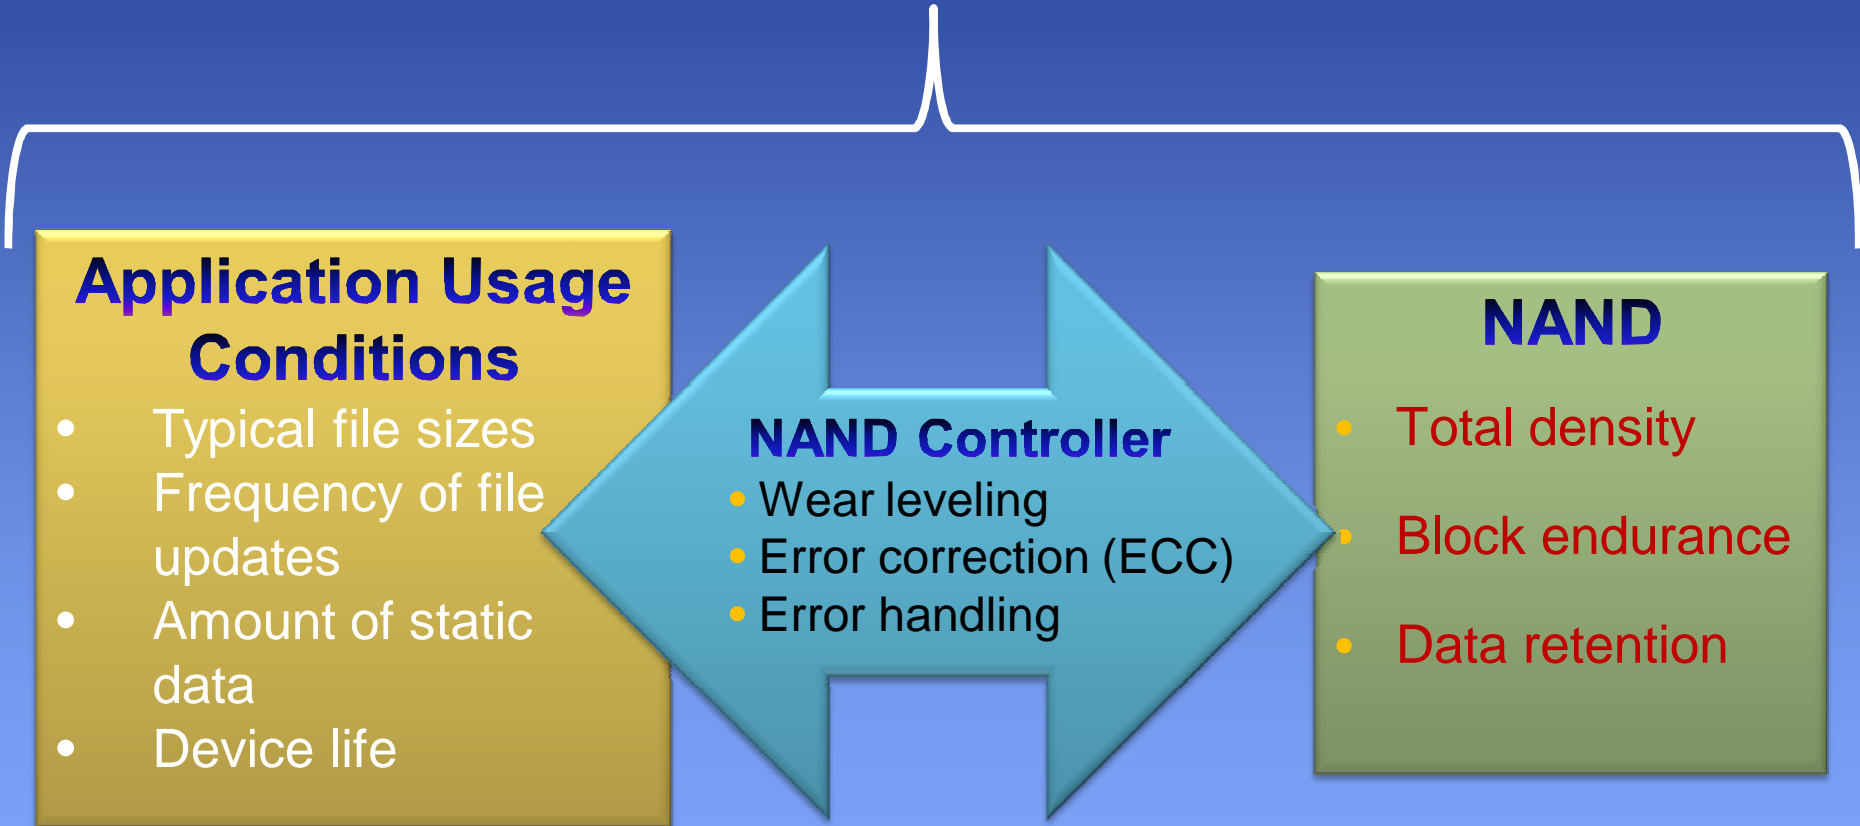 Application Usage
Conditions
• Typical file sizes
• Frequency of file
updates
• Amount of static
data
• Device life
NAND Controller
• Wear leveling
• Error correction (ECC)
• Error handling
NAND
• Total density
• Block endurance
• Data retention